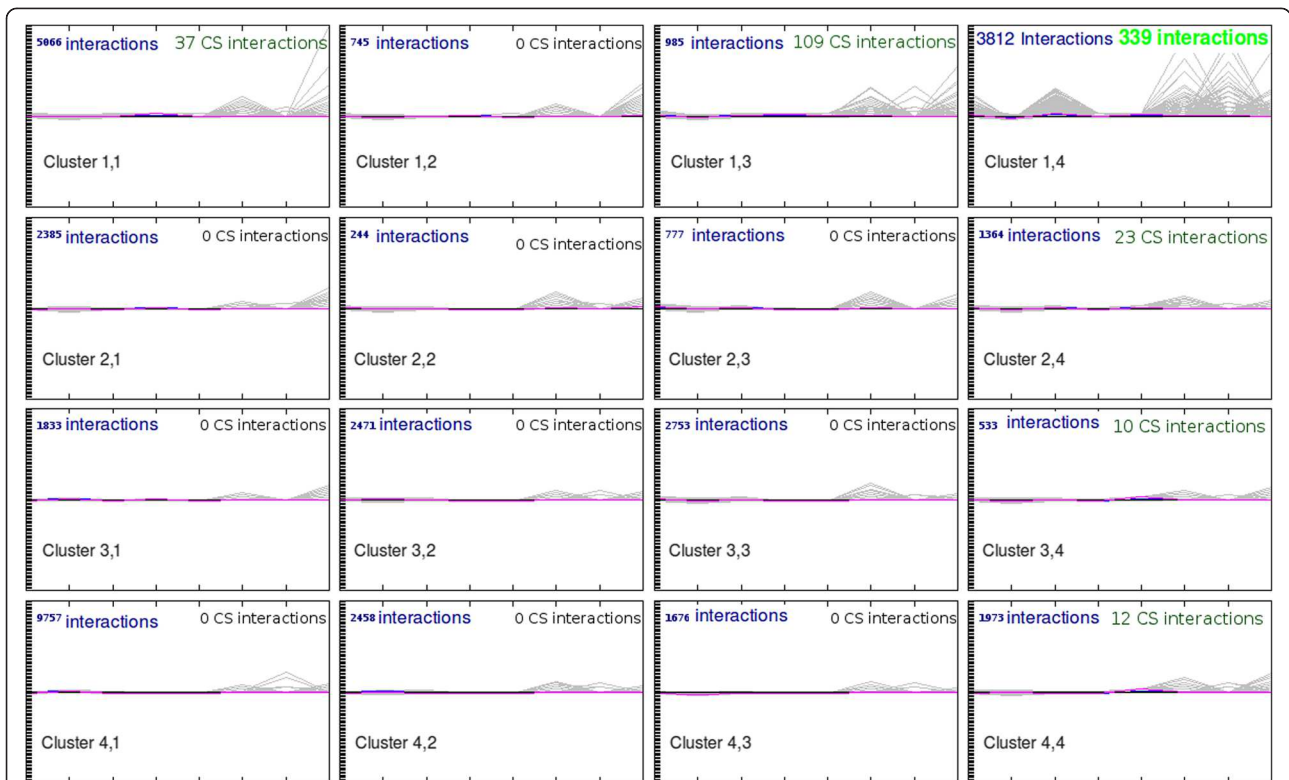 5066 interactions 37 CS interactions
745 interactions 0 CS interactions
985 interactions 109 CS interactions
3812 Interactions 339 interactions
Cluster 1,1
Cluster 1,2
Cluster 1,3
Cluster 1,4
2385 interactions 0 CS interactions
244 interactions 0 CS interactions
777 interactions 0 CS interactions
1364 interactions 23 CS interactions
Cluster 2,1
Cluster 2,2
Cluster 2,3
Cluster 2,4
1833 interactions 0 CS interactions
2471 interactions 0 CS interactions
2753 interactions 0 CS interactions
533 interactions 10 CS interactions
Cluster 3,1
Cluster 3,2
Cluster 3,3
Cluster 3,4
9757 interactions 0 CS interactions
2458 interactions 0 CS interactions
1676 interactions 0 CS interactions
1973 interactions 12 CS interactions
Cluster 4,1
Cluster 4,2
Cluster 4,3
Cluster 4,4